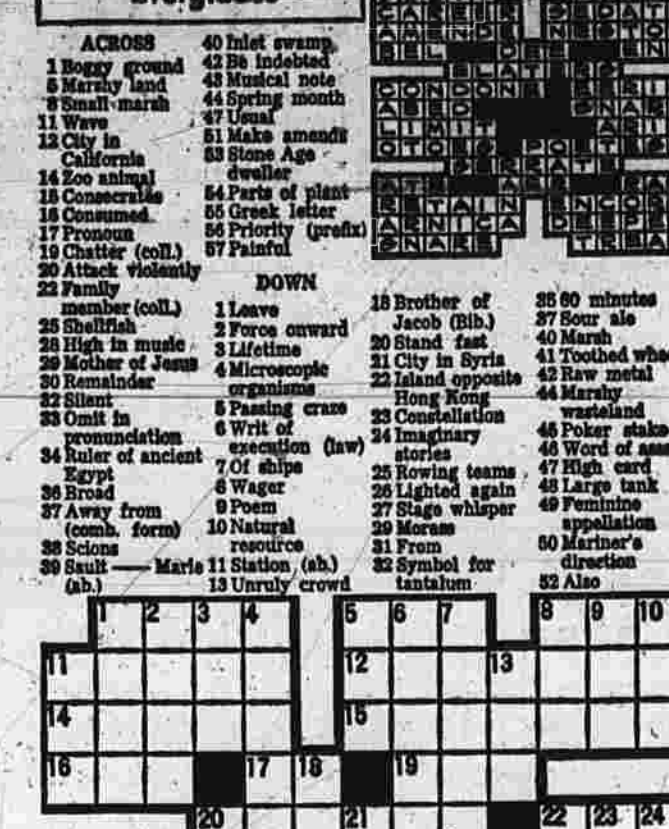 ACROSS
1 Boggy ground
5 Marshy land
8 Small marsh
11 Wave
12 City in
California
14 Zoo animal
15 Consecrates
16 Consumed
17 Pronoun
19 Chatter (coll.)
20 Attack violently
22 Family
member (coll.)
25 Shellfish
28 High in music
29 Mother of Jesus
30 Remainder
32 Silent
33 Omit in
pronunciation
34 Ruler of ancient
Egypt
36 Broad
37 Away from
(comb. form)
38 Scions
39 Sault —— Marie
(ab.)
40 Inlet swamp
42 Be indebted
43 Musical note
44 Spring month
47 Usual
51 Make amends
53 Stone Age
dweller
54 Parts of plant
55 Greek letter
56 Priority (prefix)
57 Painful
DOWN
1 Leave
2 Force onward
3 Lifetime
4 Microscopic
organisms
5 Passing craze
6 Writ of
execution (law)
7 Of ships
8 Wager
9 Poem
10 Natural
resource
11 Station (ab.)
13 Unruly crowd
18 Brother of
Jacob (Bib.)
20 Stand fast
21 City in Syria
22 Island opposite
Hong Kong
23 Constellation
24 Imaginary
stories
25 Rowing teams
26 Lighted again
27 Stage whisper
29 Morass
31 From
32 Symbol for
tantalum
35 60 minutes
37 Sour ale
40 Marsh
41 Toothed whe
42 Raw metal
44 Marshy
wasteland
45 Poker stake
46 Word of ass
47 High card
48 Large tank
49 Feminine
appellation
50 Mariner's
direction
52 Also
1 2 3 4 5 6 7 8 9 10
11 12 13
14 15
16 17 18 19
20 21 22 23 24